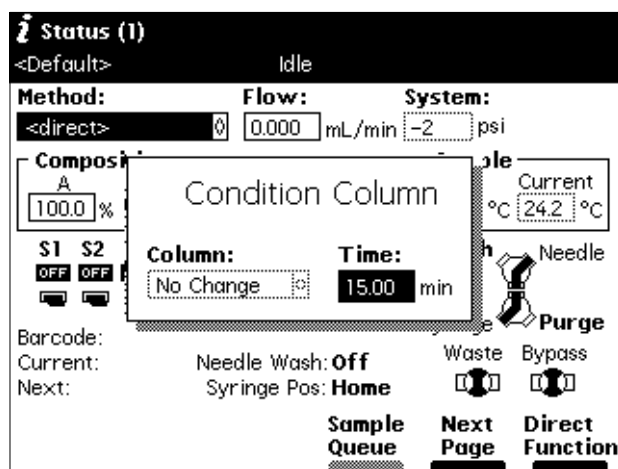 i Status (1)
<Default> Idle
Method: Flow: System:
<direct> 0.000 mL/min -2 psi
Current
A
100.0 % °C 24.2 °C
Condition Column
S1 S2 Needle
OFF OFF
Column: Time:
No Change 15.00 min
Purge
Barcode:
Current: Needle Wash: Off Waste Bypass
Next: Syringe Pos: Home
Sample Next Direct
Queue Page Function